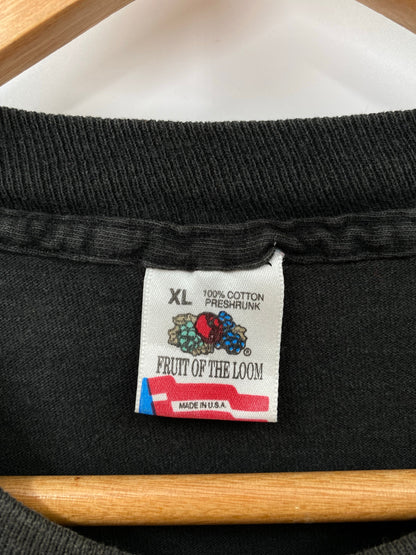 XL 100% COTTON
PRESHRUNK
®
FRUIT OF THE LOOM
MADE IN U.S.A.